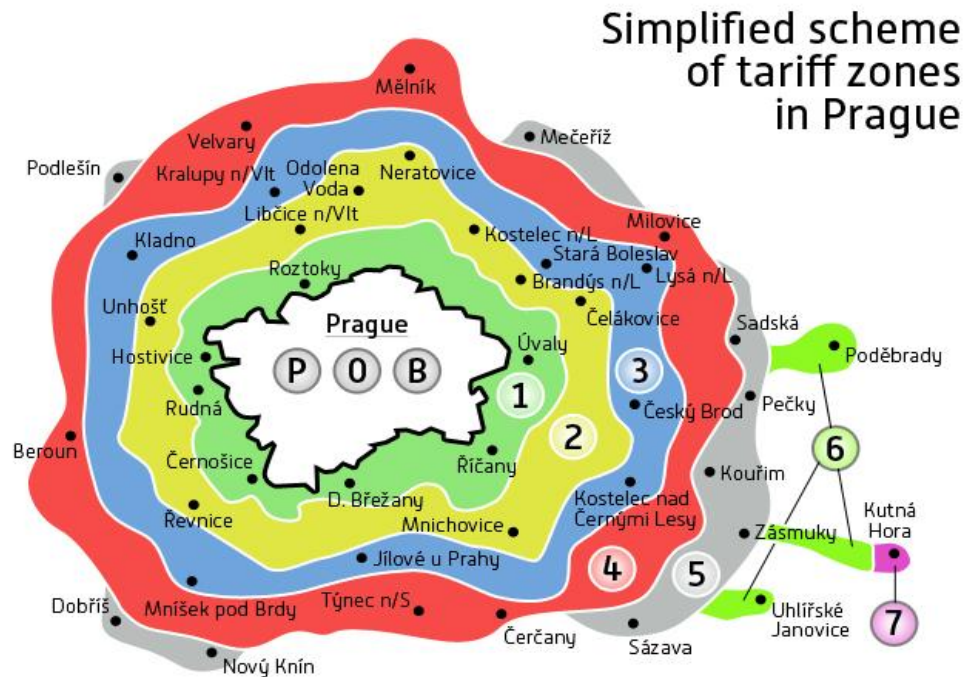 Simplified scheme
of tariff zones
in Prague
Mělník
Velvary
Mečeříž
Podlešín
Kralupy n/Vlt
Odolena
Voda
Neratovice
Libčice n/Vlt
Kostelec n/L
Milovice
Kladno
Stará Boleslav
Lysá n/L
Roztoky
Brandýs n/L
Unhošť
Čelákovice
Prague
Sadská
Hostivice
Úvaly
Poděbrady
P O B
1
3
Rudná
Český Brod
Pečky
Beroun
2
6
Černošice
Říčany
Kouřim
D. Břežany
Kostelec nad
Černými Lesy
Kutná
Hora
Řevnice
Mnichovice
Zásmuky
Jílové u Prahy
4
5
Dobříš
Mníšek pod Brdy
Týnec n/S
Čerčany
Uhlířské
Janovice
7
Sázava
Nový Knín